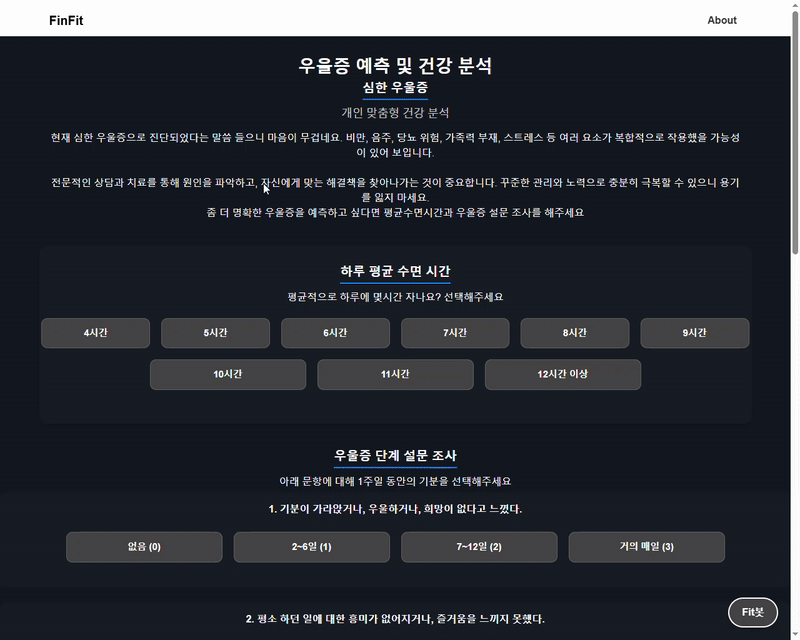 FinFit
About
우울증 예측 및 건강 분석
심한 우울증
개인 맞춤형 건강 분석
현재 심한 우울증으로 진단되었다는 말씀 들으니 마음이 무겁네요. 비만, 음주, 당뇨 위험, 가족력 부재, 스트레스 등 여러 요소가 복합적으로 작용했을 가능성
이 있어 보입니다.
전문적인 상담과 치료를 통해 원인을 파악하고, 자신에게 맞는 해결책을 찾아나가는 것이 중요합니다. 꾸준한 관리와 노력으로 충분히 극복할 수 있으니 용기
를 잃지 마세요.
좀 더 명확한 우울증을 예측하고 싶다면 평균수면시간과 우울증 설문 조사를 해주세요
하루 평균 수면 시간
평균적으로 하루에 몇시간 자나요? 선택해주세요
4시간
5시간
6시간
7시간
8시간
9시간
10시간
11시간
12시간 이상
우울증 단계 설문 조사
아래 문항에 대해 1주일 동안의 기분을 선택해주세요
1. 기분이 가라앉거나, 우울하거나, 희망이 없다고 느꼈다.
없음 (0)
2~6일 (1)
7~12일 (2)
거의 매일 (3)
2. 평소 하던 일에 대한 흥미가 없어지거나, 즐거움을 느끼지 못했다.
Fit봇